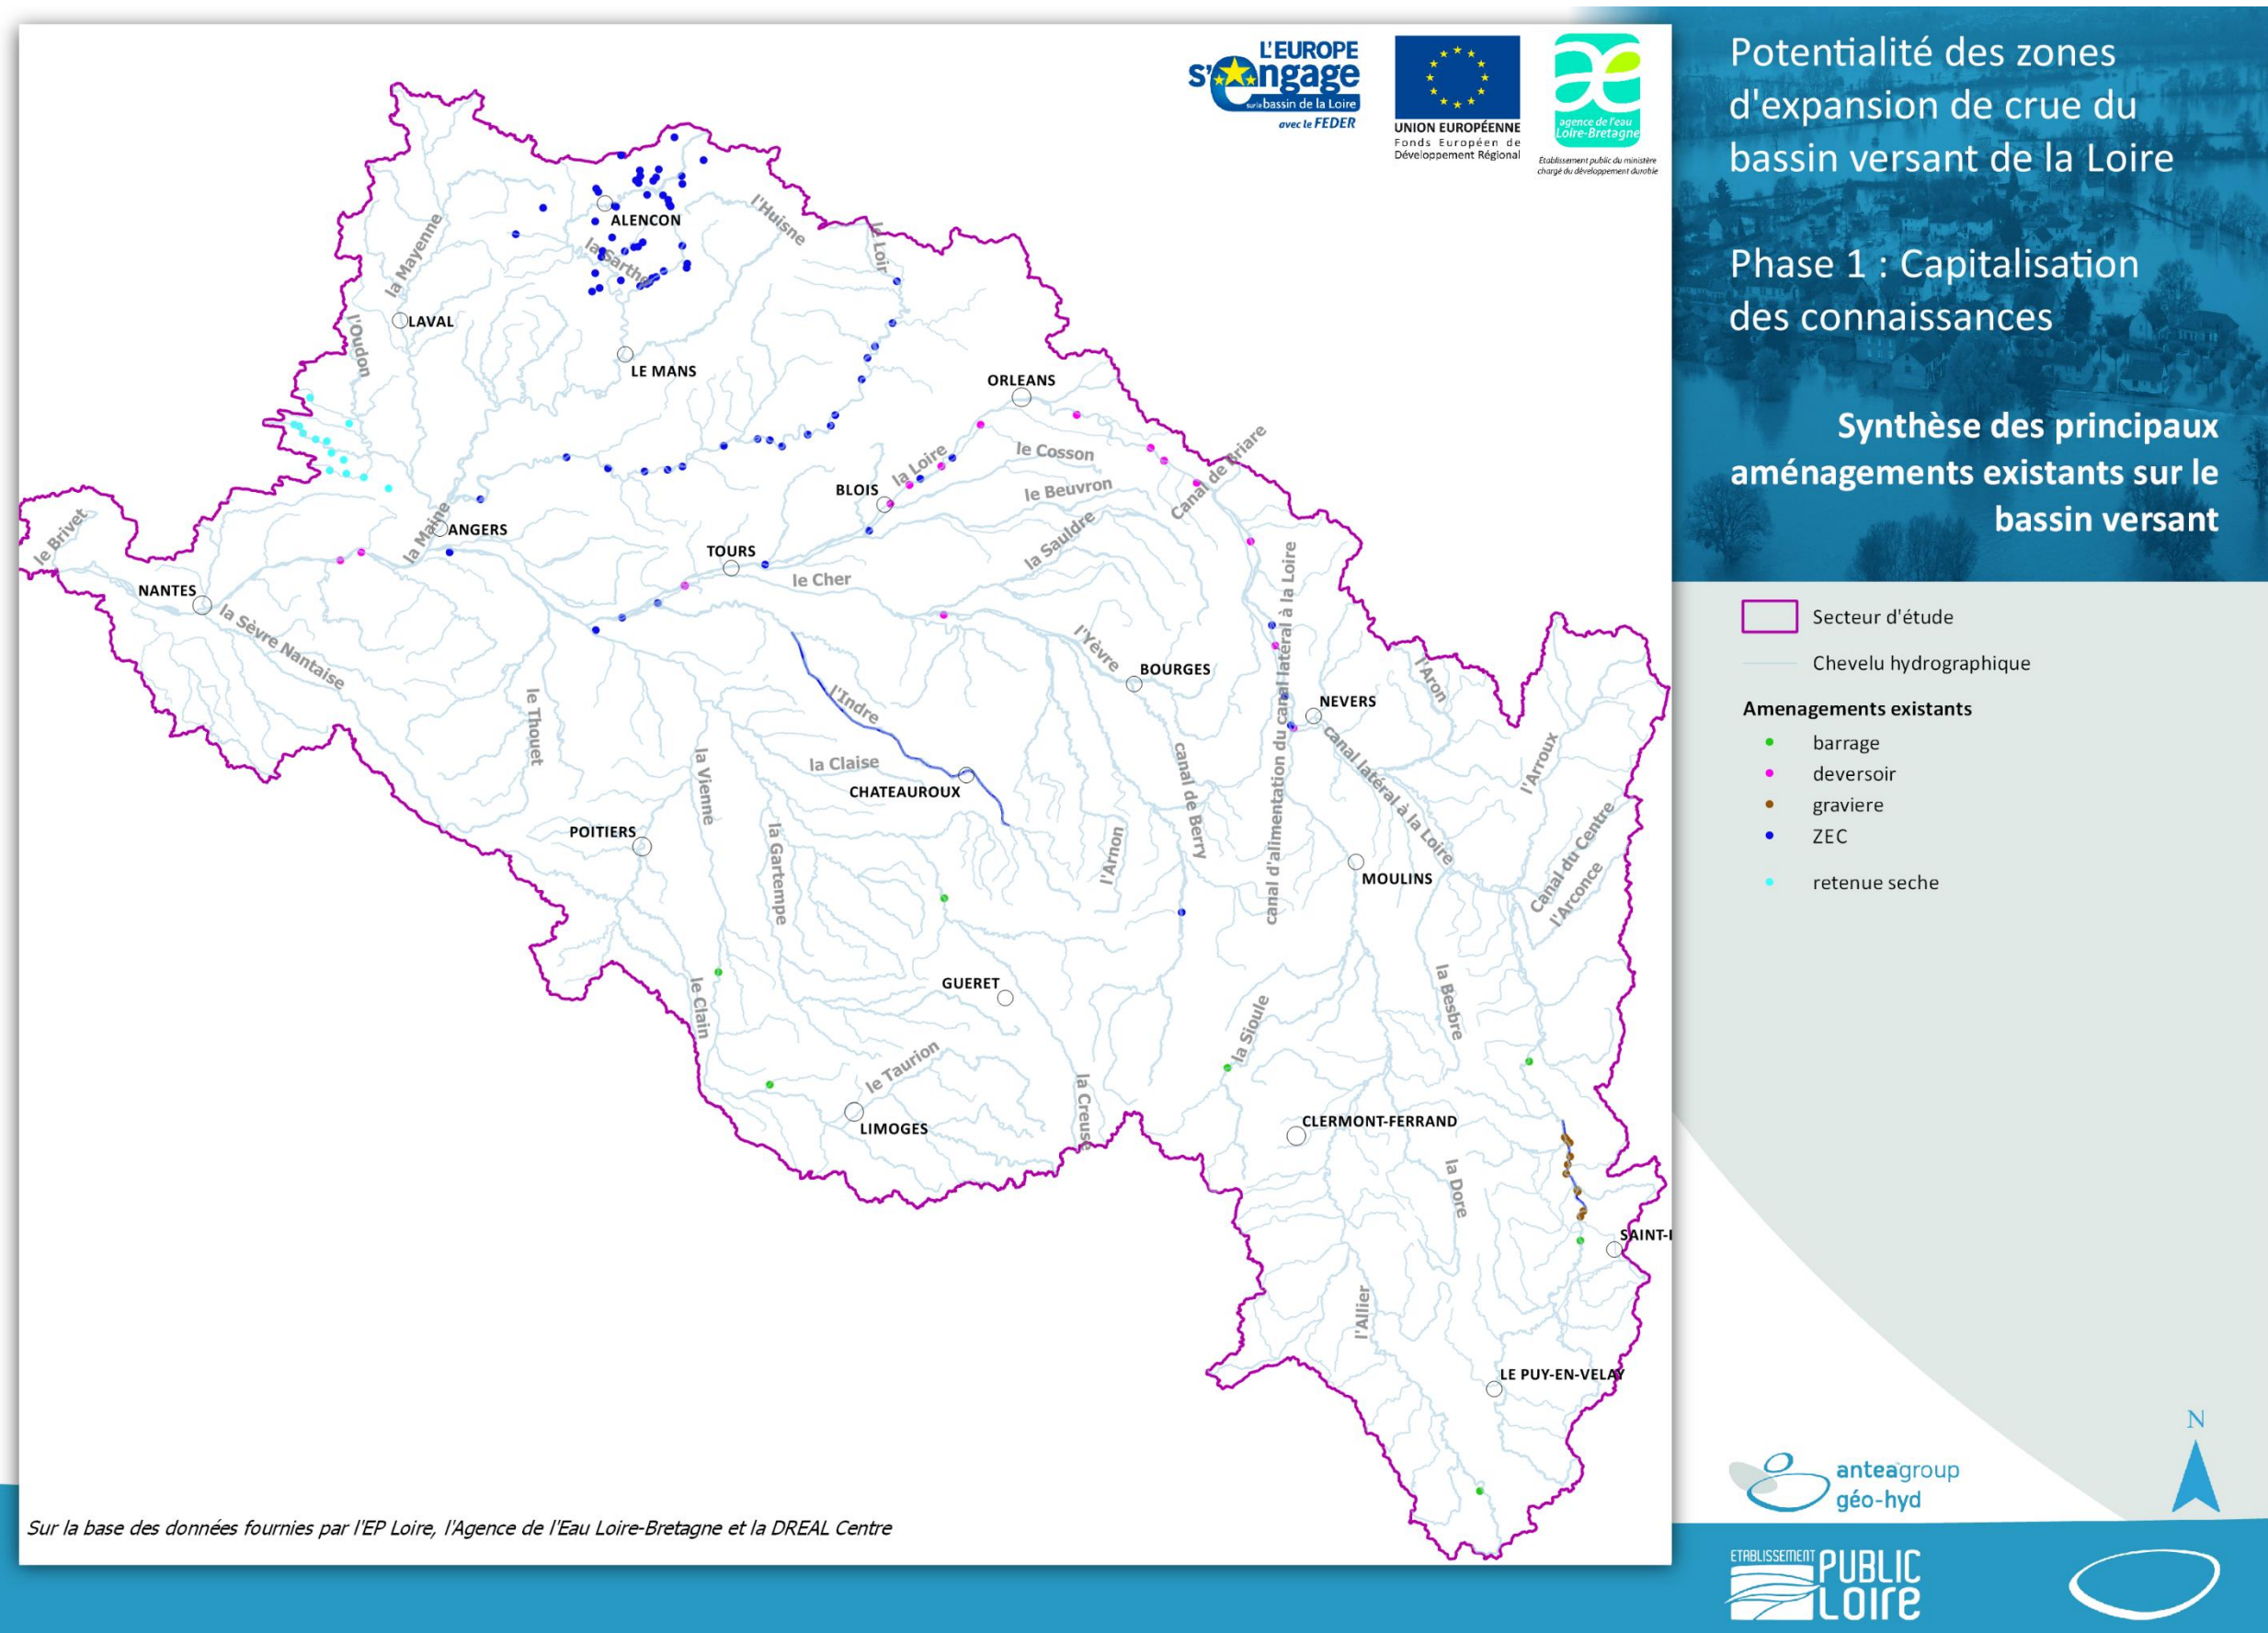 L'EUROPE
s'engage
sur le bassin de la Loire
avec le FEDER
UNION EUROPÉENNE
Fonds Européen de
Développement Régional
agence de l'eau
Loire-Bretagne
Établissement public du ministère
chargé du développement durable
Potentialité des zones
d'expansion de crue du
bassin versant de la Loire
Phase 1 : Capitalisation
des connaissances
Synthèse des principaux
aménagements existants sur le
bassin versant
Secteur d'étude
Chevelu hydrographique
Amenagements existants
barrage
deversoir
graviere
ZEC
retenue seche
ALENCON
l'Huisne
le Loir
la Mayenne
la Sarthe
LAVAL
l'Oudon
LE MANS
ORLEANS
le Cosson
Canal de Briare
la Loire
BLOIS
le Beuvron
la Sauldre
le Brivet
la Maine
ANGERS
TOURS
le Cher
NANTES
la Sèvre Nantaise
l'Yèvre
BOURGES
canal d'alimentation du canal latéral à la Loire
NEVERS
l'Aron
le Thouet
l'Indre
la Vienne
la Claise
CHATEAUROUX
canal de Berry
canal latéral à la Loire
l'Arroux
Canal du Centre
l'Arconce
POITIERS
la Gartempe
l'Arnon
MOULINS
le Clain
GUERET
la Sioule
la Besbre
le Taurion
LIMOGES
la Creuse
CLERMONT-FERRAND
la Dore
SAINT-
l'Allier
LE PUY-EN-VELAY
Sur la base des données fournies par l'EP Loire, l'Agence de l'Eau Loire-Bretagne et la DREAL Centre
N
anteagroup
géo-hyd
ETABLISSEMENT
PUBLIC
LOIRE